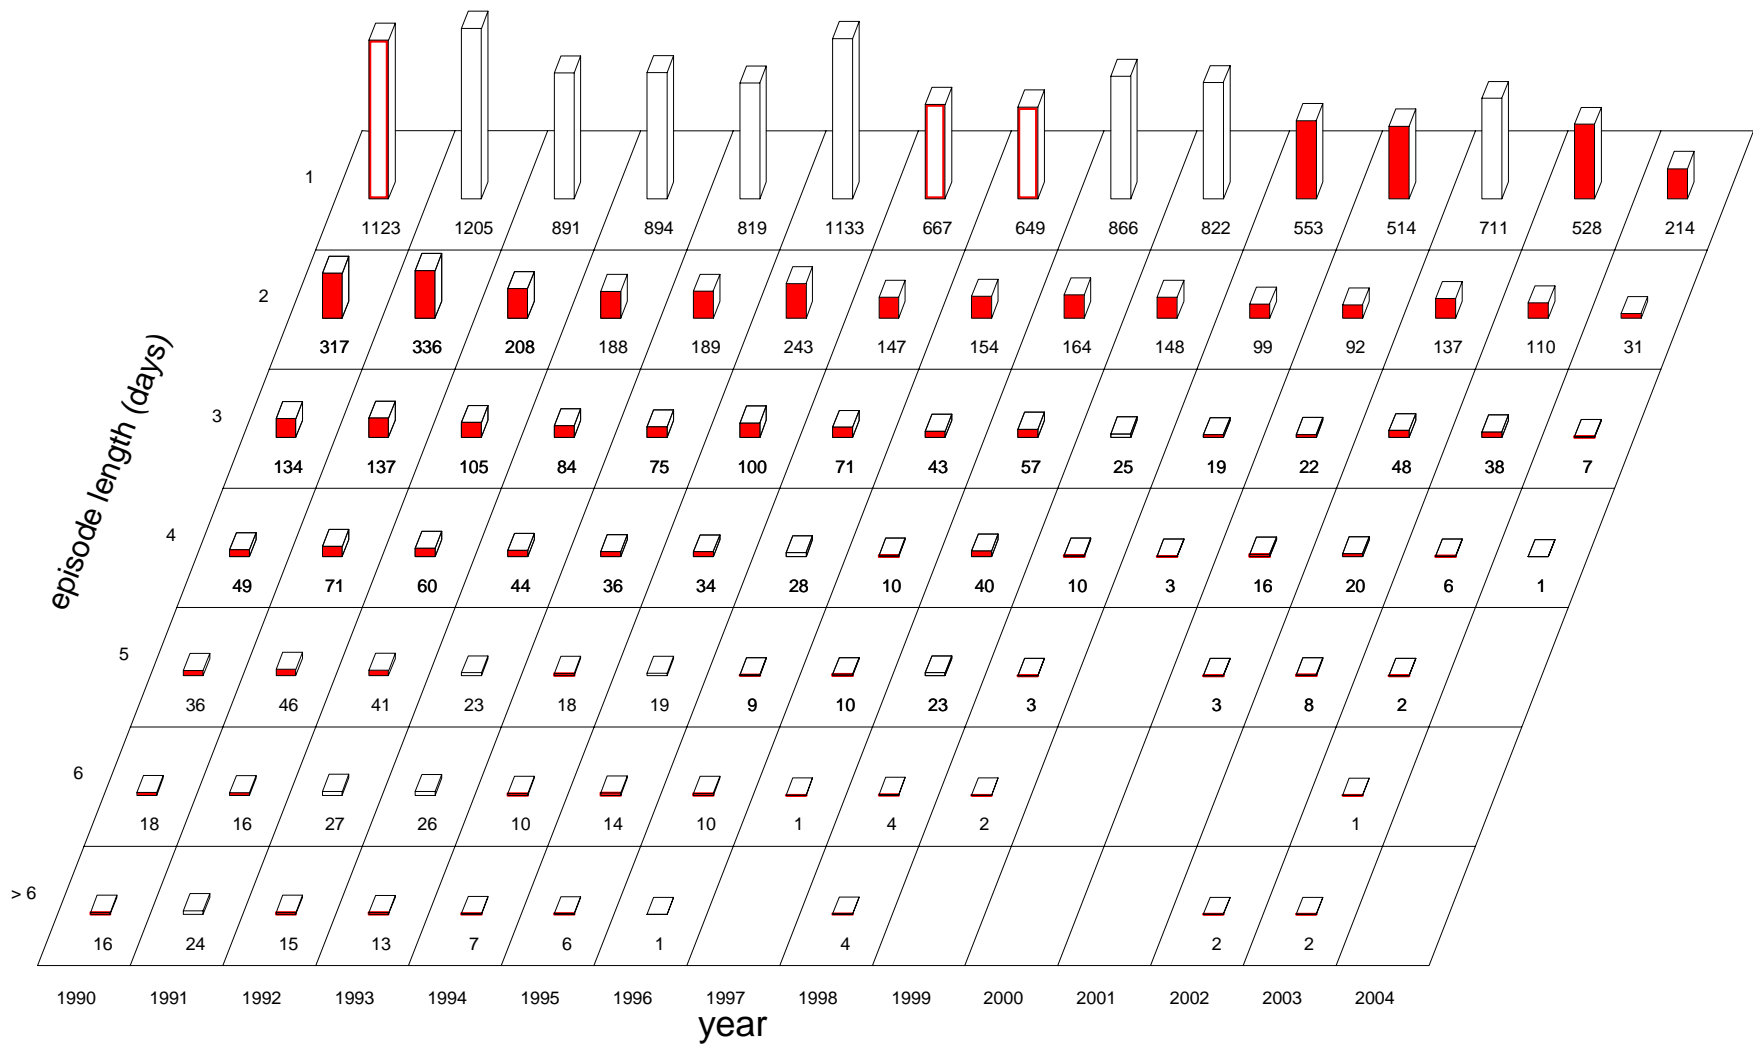 1
1123 1205 891 894 819 1133 667 649 866 822 553 514 711 528 214
2
317 336 208 188 189 243 147 154 164 148 99 92 137 110 31
3
134 137 105 84 75 100 71 43 57 25 19 22 48 38 7
4
49 71 60 44 36 34 28 10 40 10 3 16 20 6 1
5
36 46 41 23 18 19 9 10 23 3 3 8 2
6
18 16 27 26 10 14 10 1 4 2 1
> 6
16 24 15 13 7 6 1 4 2 2
episode length (days)
1990 1991 1992 1993 1994 1995 1996 1997 1998 1999 2000 2001 2002 2003 2004
year